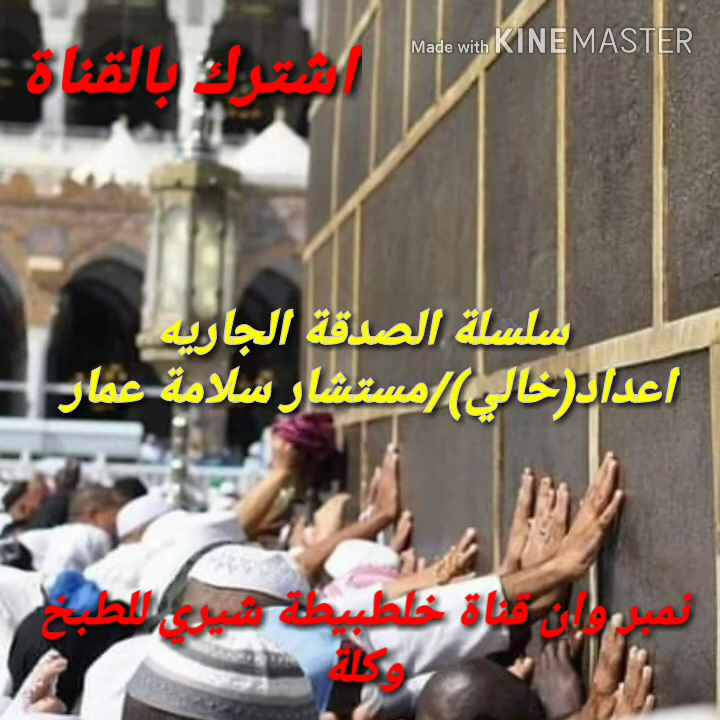 Made with KINEMASTER
اشترك بالقناة
سلسلة الصدقة الجاريه
اعداد(خالي)/مستشار سلامة عمار
نمبر وان قناة خلطبيطة شيري للطبخ
وكلة